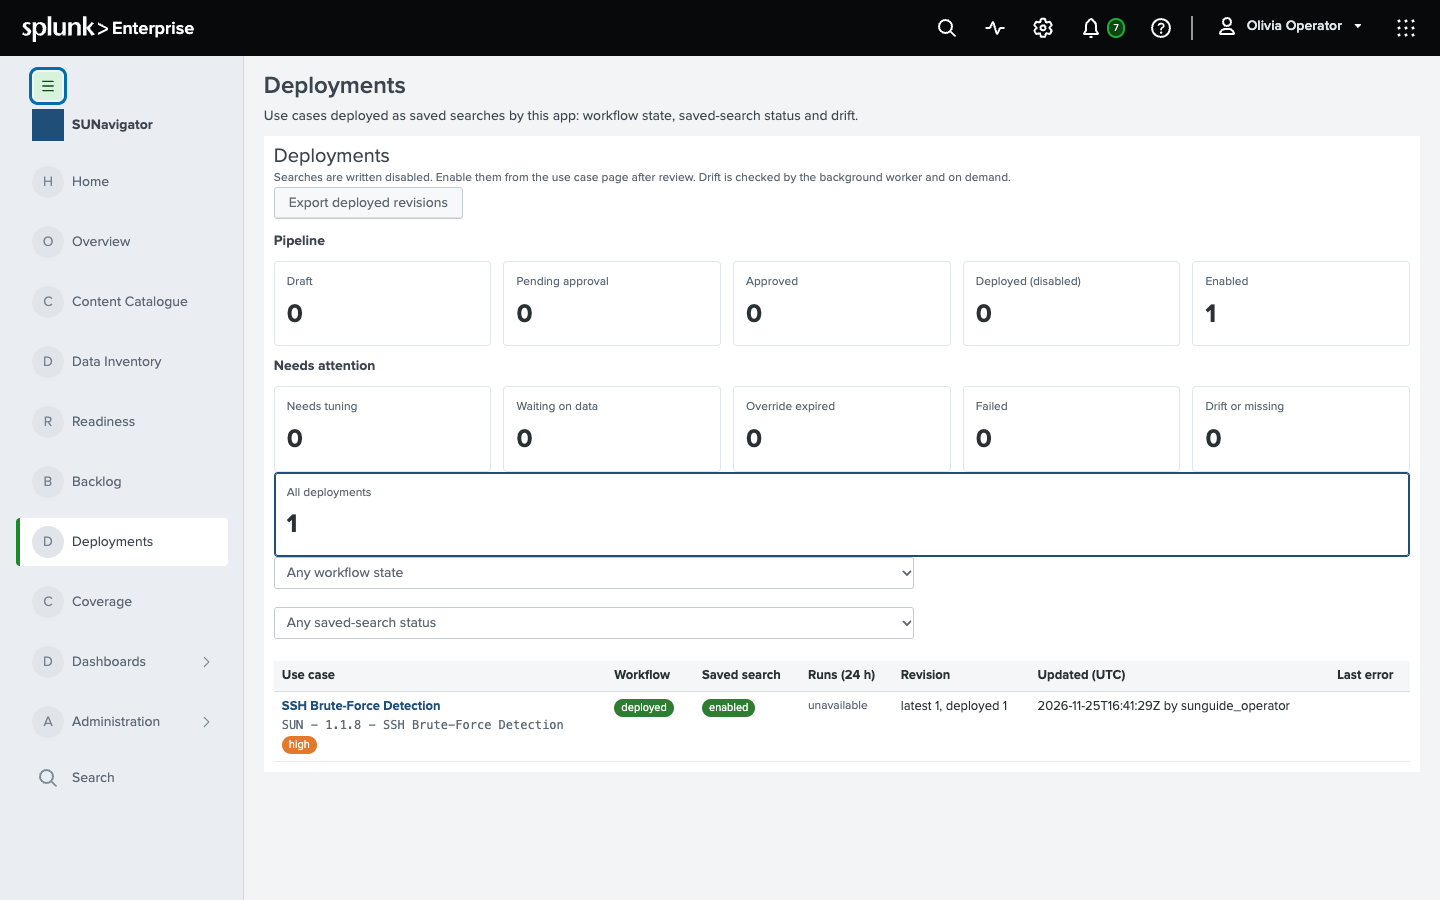 splunk>Enterprise
7
Olivia Operator
SUNavigator
H Home
O Overview
C Content Catalogue
D Data Inventory
R Readiness
B Backlog
D Deployments
C Coverage
D Dashboards
A Administration
Search
Deployments
Use cases deployed as saved searches by this app: workflow state, saved-search status and drift.
Deployments
Searches are written disabled. Enable them from the use case page after review. Drift is checked by the background worker and on demand.
Export deployed revisions
Pipeline
Draft Pending approval Approved Deployed (disabled) Enabled
0 0 0 0 1
Needs attention
Needs tuning Waiting on data Override expired Failed Drift or missing
0 0 0 0 0
All deployments
1
Any workflow state
Any saved-search status
Use case Workflow Saved search Runs (24 h) Revision Updated (UTC) Last error
SSH Brute-Force Detection deployed enabled unavailable latest 1, deployed 1 2026-11-25T16:41:29Z by sunguide_operator
SUN - 1.1.8 - SSH Brute-Force Detection
high